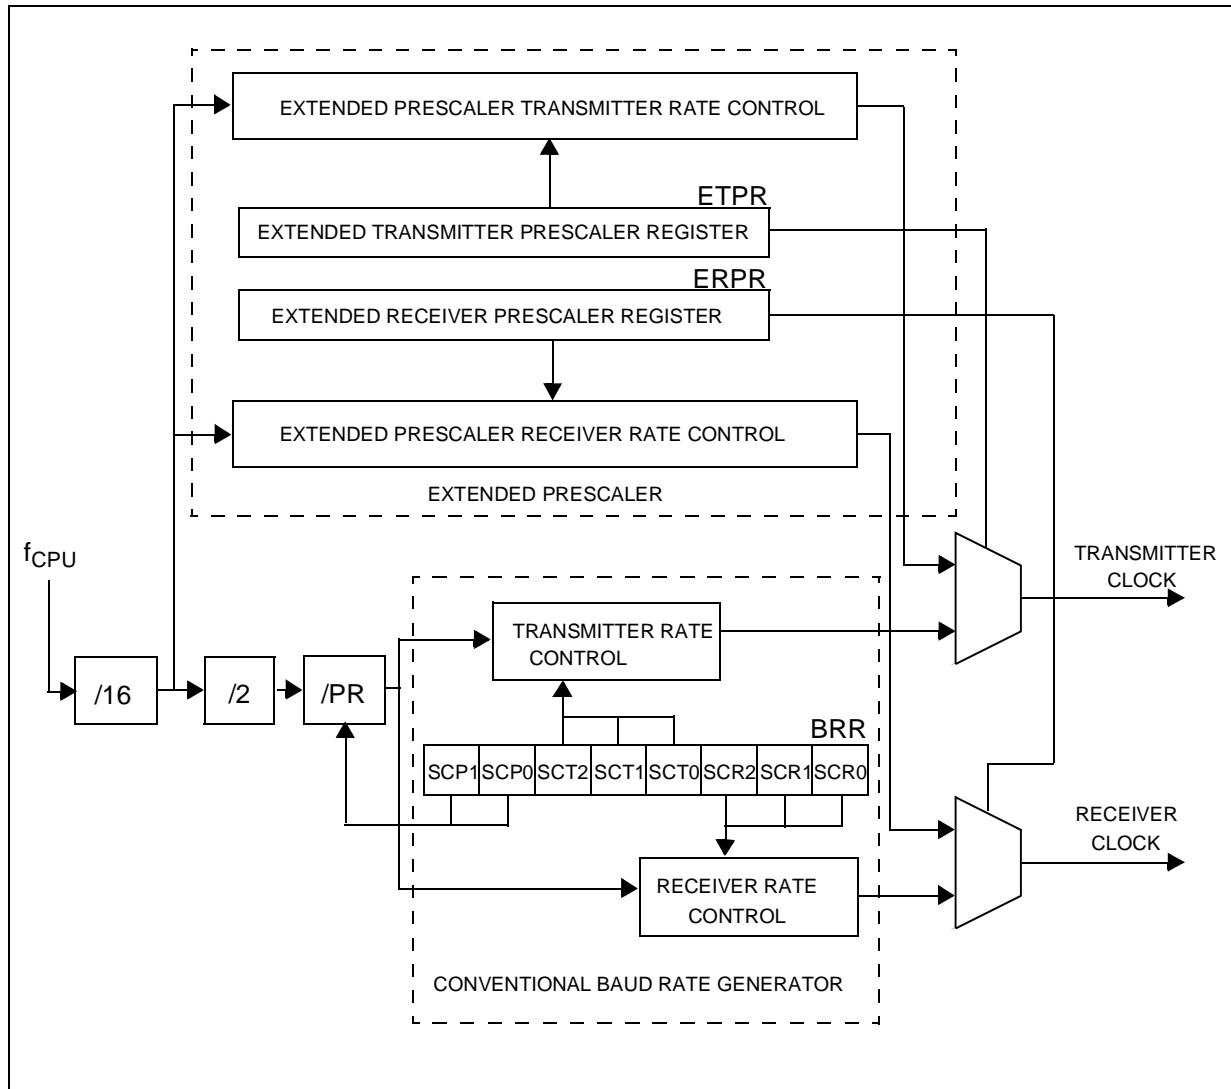 EXTENDED PRESCALER TRANSMITTER RATE CONTROL
ETPR
EXTENDED TRANSMITTER PRESCALER REGISTER
ERPR
EXTENDED RECEIVER PRESCALER REGISTER
EXTENDED PRESCALER RECEIVER RATE CONTROL
EXTENDED PRESCALER
fCPU
TRANSMITTER
CLOCK
TRANSMITTER RATE
CONTROL
/16
/2
/PR
BRR
SCP1 SCP0 SCT2 SCT1 SCT0 SCR2 SCR1 SCR0
RECEIVER
CLOCK
RECEIVER RATE
CONTROL
CONVENTIONAL BAUD RATE GENERATOR